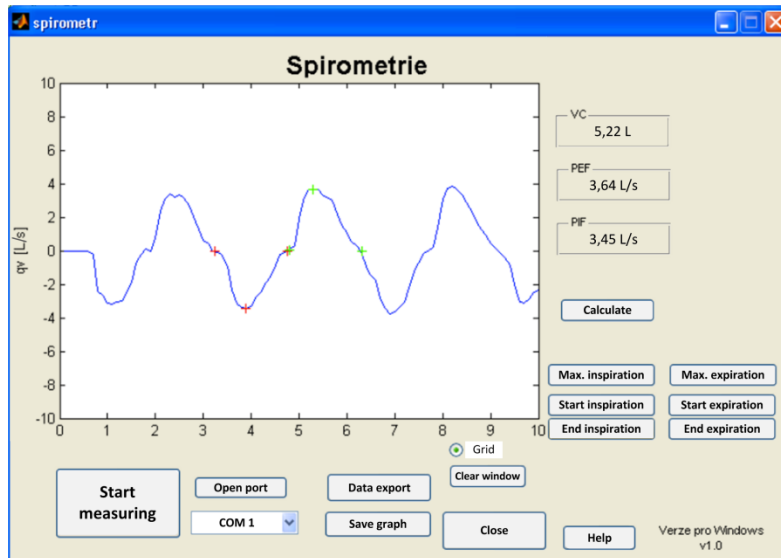 spirometr
Spirometrie
10
8
6
4
2
0
-2
-4
-6
-8
-10
qv [L/s]
0 1 2 3 4 5 6 7 8 9 10
VC
5,22 L
PEF
3,64 L/s
PIF
3,45 L/s
Calculate
Max. inspiration Max. expiration
Start inspiration Start expiration
End inspiration End expiration
Grid
Clear window
Start
measuring
Open port
COM 1
Data export
Save graph
Close
Help
Verze pro Windows
v1.0